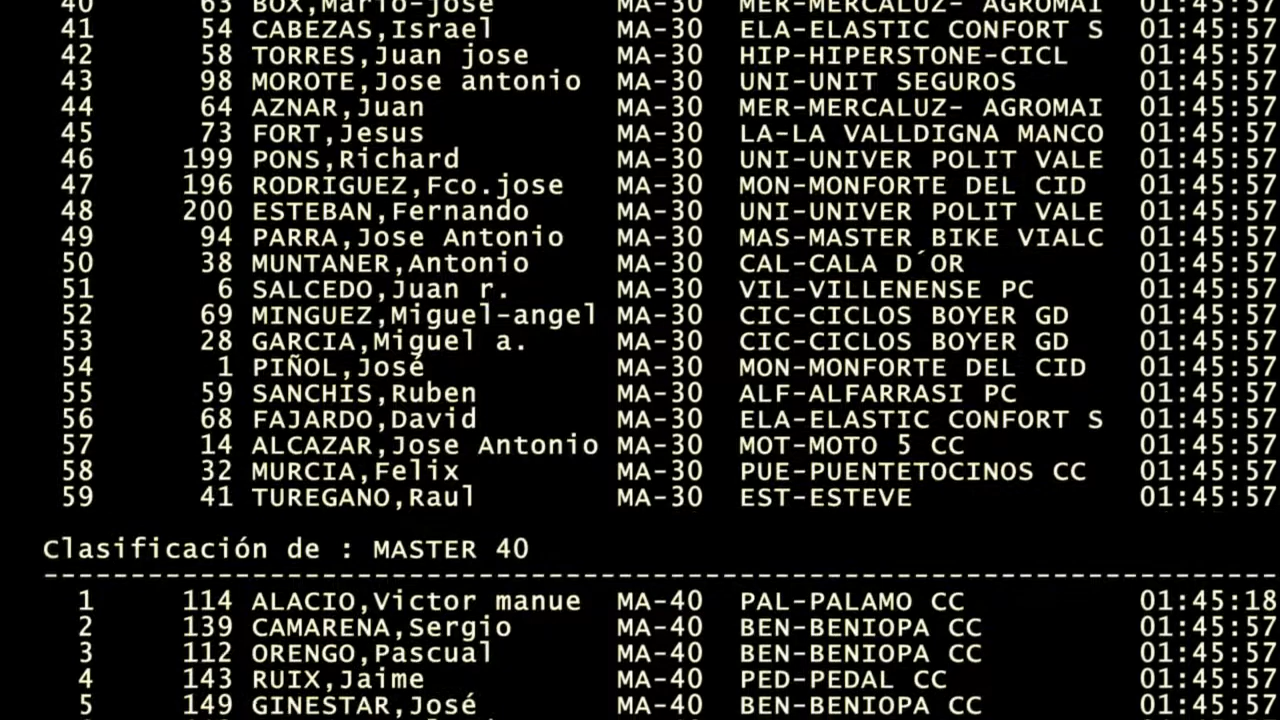 40 63 BOX,Mario-jose MA-30 MER-MERCALUZ- AGROMAI 01:45:57
41 54 CABEZAS,Israel MA-30 ELA-ELASTIC CONFORT S 01:45:57
42 58 TORRES,Juan jose MA-30 HIP-HIPERSTONE-CICL 01:45:57
43 98 MOROTE,Jose antonio MA-30 UNI-UNIT SEGUROS 01:45:57
44 64 AZNAR,Juan MA-30 MER-MERCALUZ- AGROMAI 01:45:57
45 73 FORT,Jesus MA-30 LA-LA VALLDIGNA MANCO 01:45:57
46 199 PONS,Richard MA-30 UNI-UNIVER POLIT VALE 01:45:57
47 196 RODRIGUEZ,Fco.jose MA-30 MON-MONFORTE DEL CID 01:45:57
48 200 ESTEBAN,Fernando MA-30 UNI-UNIVER POLIT VALE 01:45:57
49 94 PARRA,Jose Antonio MA-30 MAS-MASTER BIKE VIALC 01:45:57
50 38 MUNTANER,Antonio MA-30 CAL-CALA D´OR 01:45:57
51 6 SALCEDO,Juan r. MA-30 VIL-VILLENENSE PC 01:45:57
52 69 MINGUEZ,Miguel-angel MA-30 CIC-CICLOS BOYER GD 01:45:57
53 28 GARCIA,Miguel a. MA-30 CIC-CICLOS BOYER GD 01:45:57
54 1 PIÑOL,José MA-30 MON-MONFORTE DEL CID 01:45:57
55 59 SANCHIS,Ruben MA-30 ALF-ALFARRASI PC 01:45:57
56 68 FAJARDO,David MA-30 ELA-ELASTIC CONFORT S 01:45:57
57 14 ALCAZAR,Jose Antonio MA-30 MOT-MOTO 5 CC 01:45:57
58 32 MURCIA,Felix MA-30 PUE-PUENTETOCINOS CC 01:45:57
59 41 TUREGANO,Raul MA-30 EST-ESTEVE 01:45:57
Clasificación de : MASTER 40
1 114 ALACIO,Victor manue MA-40 PAL-PALAMO CC 01:45:18
2 139 CAMARENA,Sergio MA-40 BEN-BENIOPA CC 01:45:57
3 112 ORENGO,Pascual MA-40 BEN-BENIOPA CC 01:45:57
4 143 RUIX,Jaime MA-40 PED-PEDAL CC 01:45:57
5 149 GINESTAR,José MA-40 BEN-BENIOPA CC 01:45:57